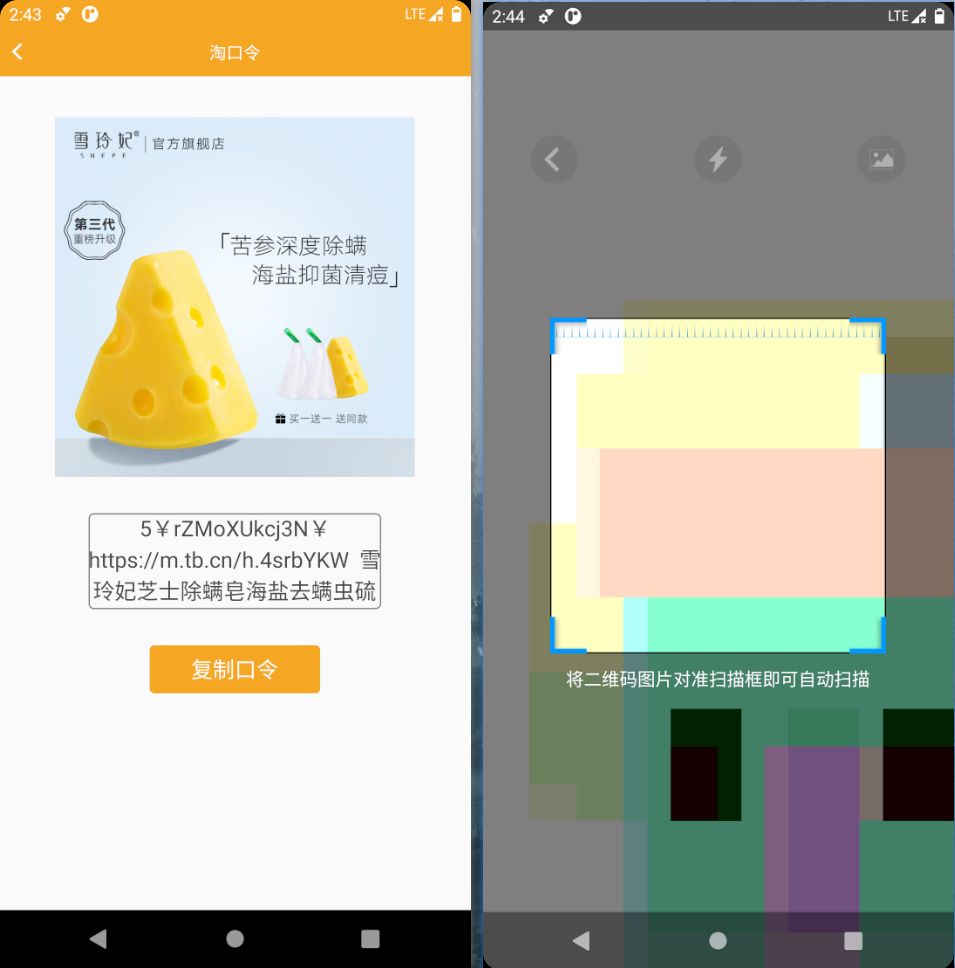 2:43
LTE
淘口令
雪玲妃®
SNEFE
官方旗舰店
第三代
重磅升级
「苦参深度除螨
海盐抑菌清痘」
买一送一 送同款
5￥rZMoXUkcj3N￥
https://m.tb.cn/h.4srbYKW 雪
玲妃芝士除螨皂海盐去螨虫硫
复制口令
2:44
LTE
将二维码图片对准扫描框即可自动扫描